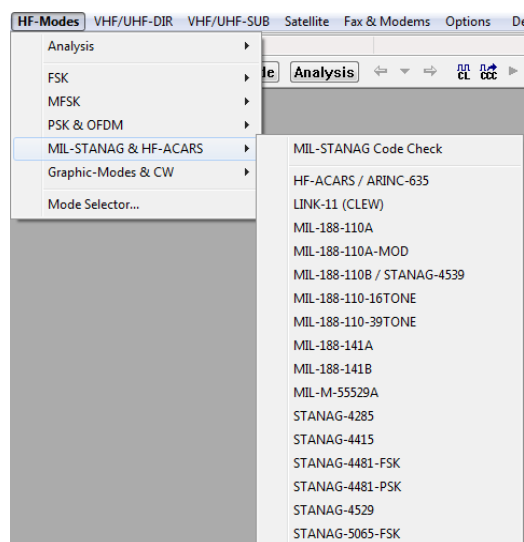 HF-Modes VHF/UHF-DIR VHF/UHF-SUB Satellite Fax & Modems Options
Analysis
FSK
MFSK
PSK & OFDM
MIL-STANAG & HF-ACARS
Graphic-Modes & CW
Mode Selector...
Analysis CL CCC
MIL-STANAG Code Check
HF-ACARS / ARINC-635
LINK-11 (CLEW)
MIL-188-110A
MIL-188-110A-MOD
MIL-188-110B / STANAG-4539
MIL-188-110-16TONE
MIL-188-110-39TONE
MIL-188-141A
MIL-188-141B
MIL-M-55529A
STANAG-4285
STANAG-4415
STANAG-4481-FSK
STANAG-4481-PSK
STANAG-4529
STANAG-5065-FSK